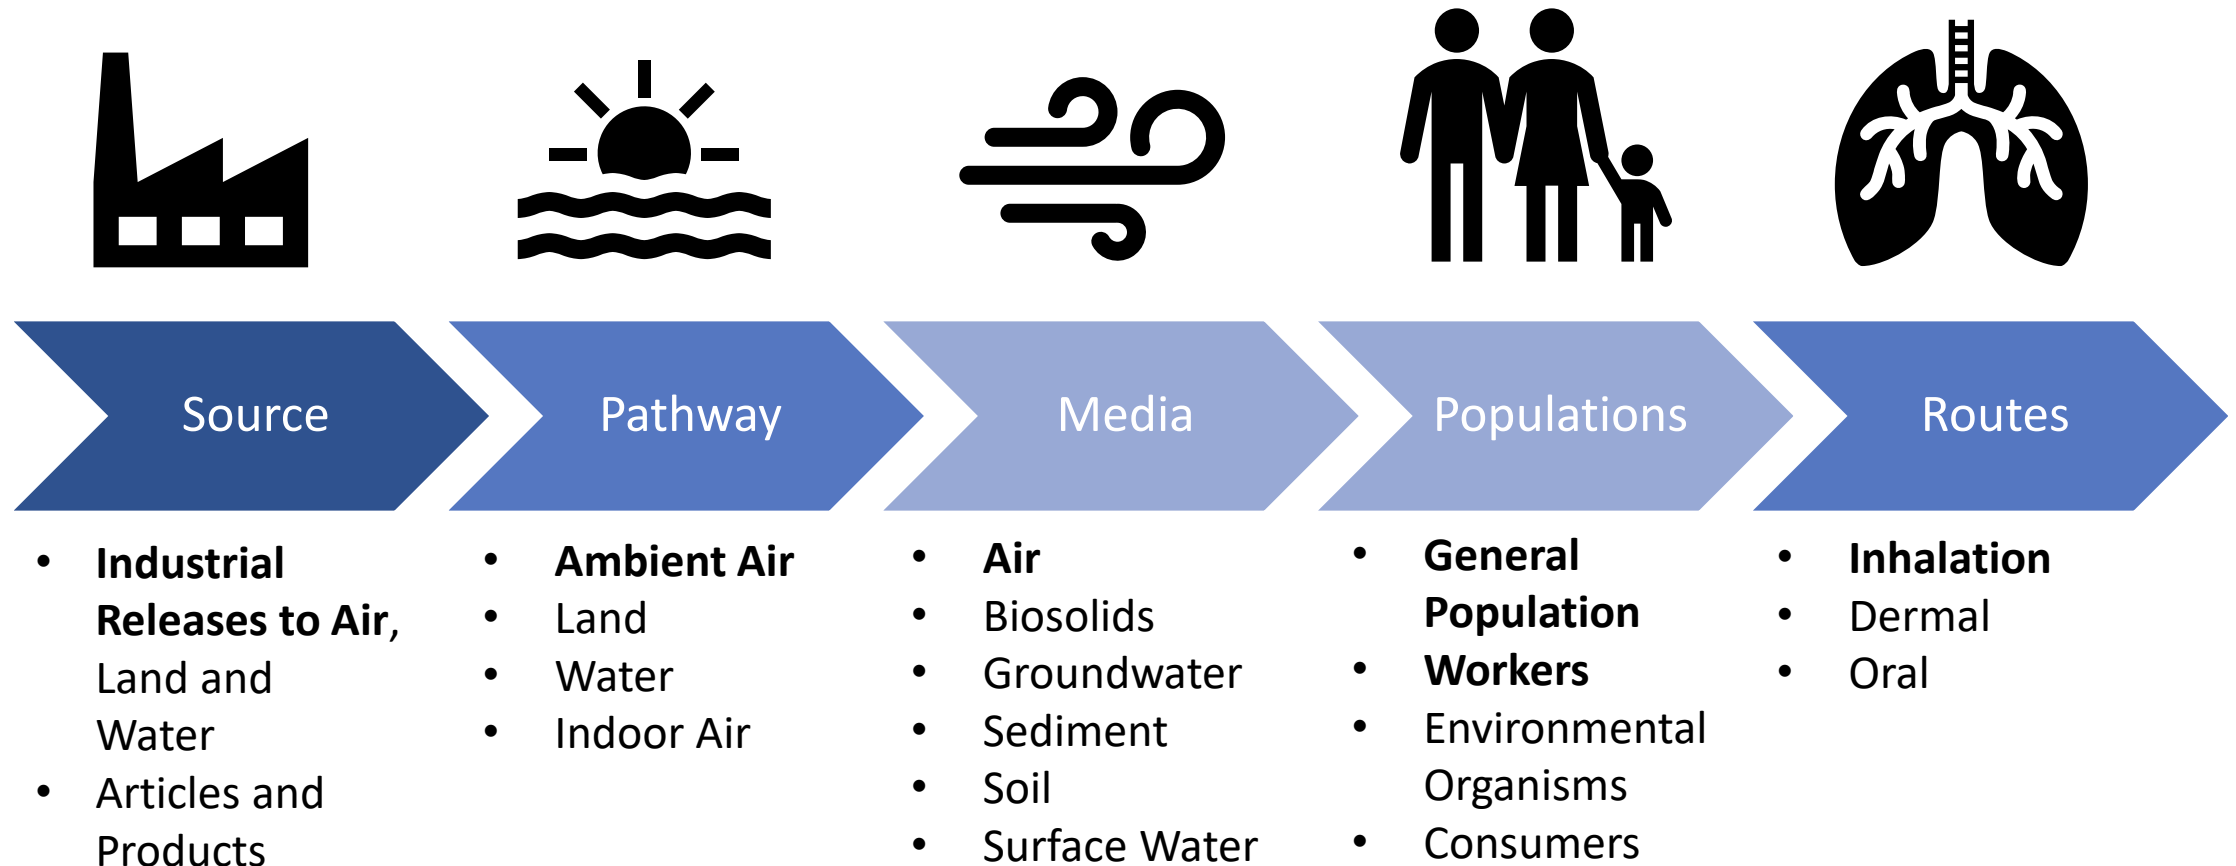 Source
Pathway
Media
Populations
Routes
• Industrial
Releases to Air,
Land and
Water
• Articles and
Products
• Ambient Air
• Land
• Water
• Indoor Air
• Air
• Biosolids
• Groundwater
• Sediment
• Soil
• Surface Water
• General
Population
• Workers
• Environmental
Organisms
• Consumers
• Inhalation
• Dermal
• Oral